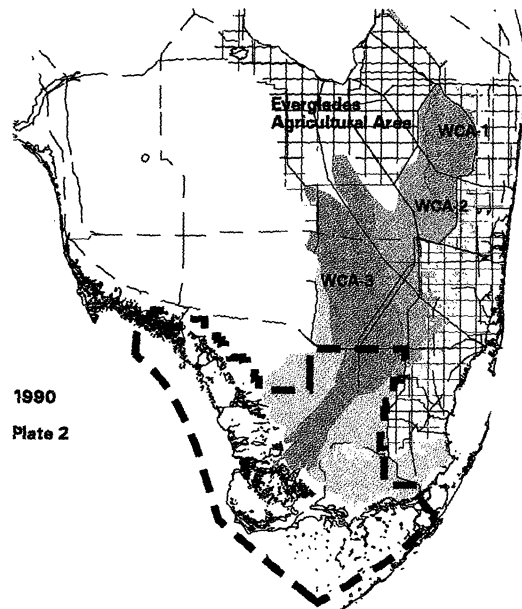 Everglades
Agricultural Area
WCA-1
WCA-2
WCA-3
1990
Plate 2